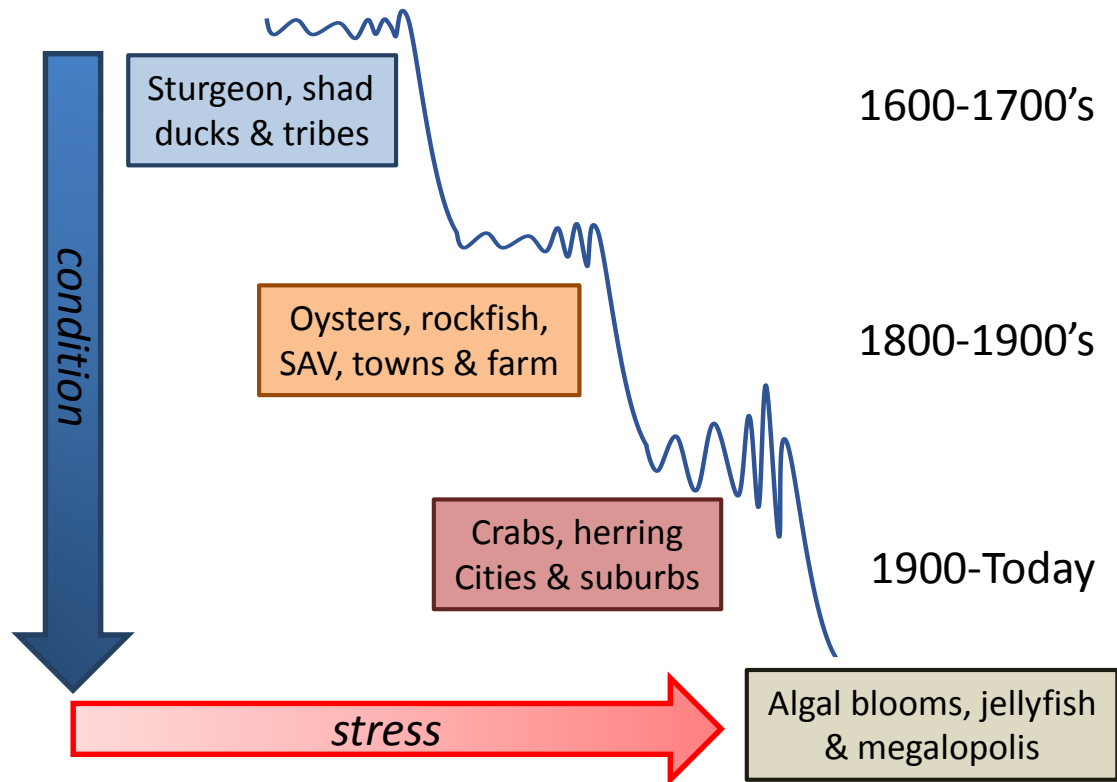 Sturgeon, shad
ducks & tribes
1600-1700’s
condition
Oysters, rockfish,
SAV, towns & farm
1800-1900’s
Crabs, herring
Cities & suburbs
1900-Today
stress
Algal blooms, jellyfish
& megalopolis